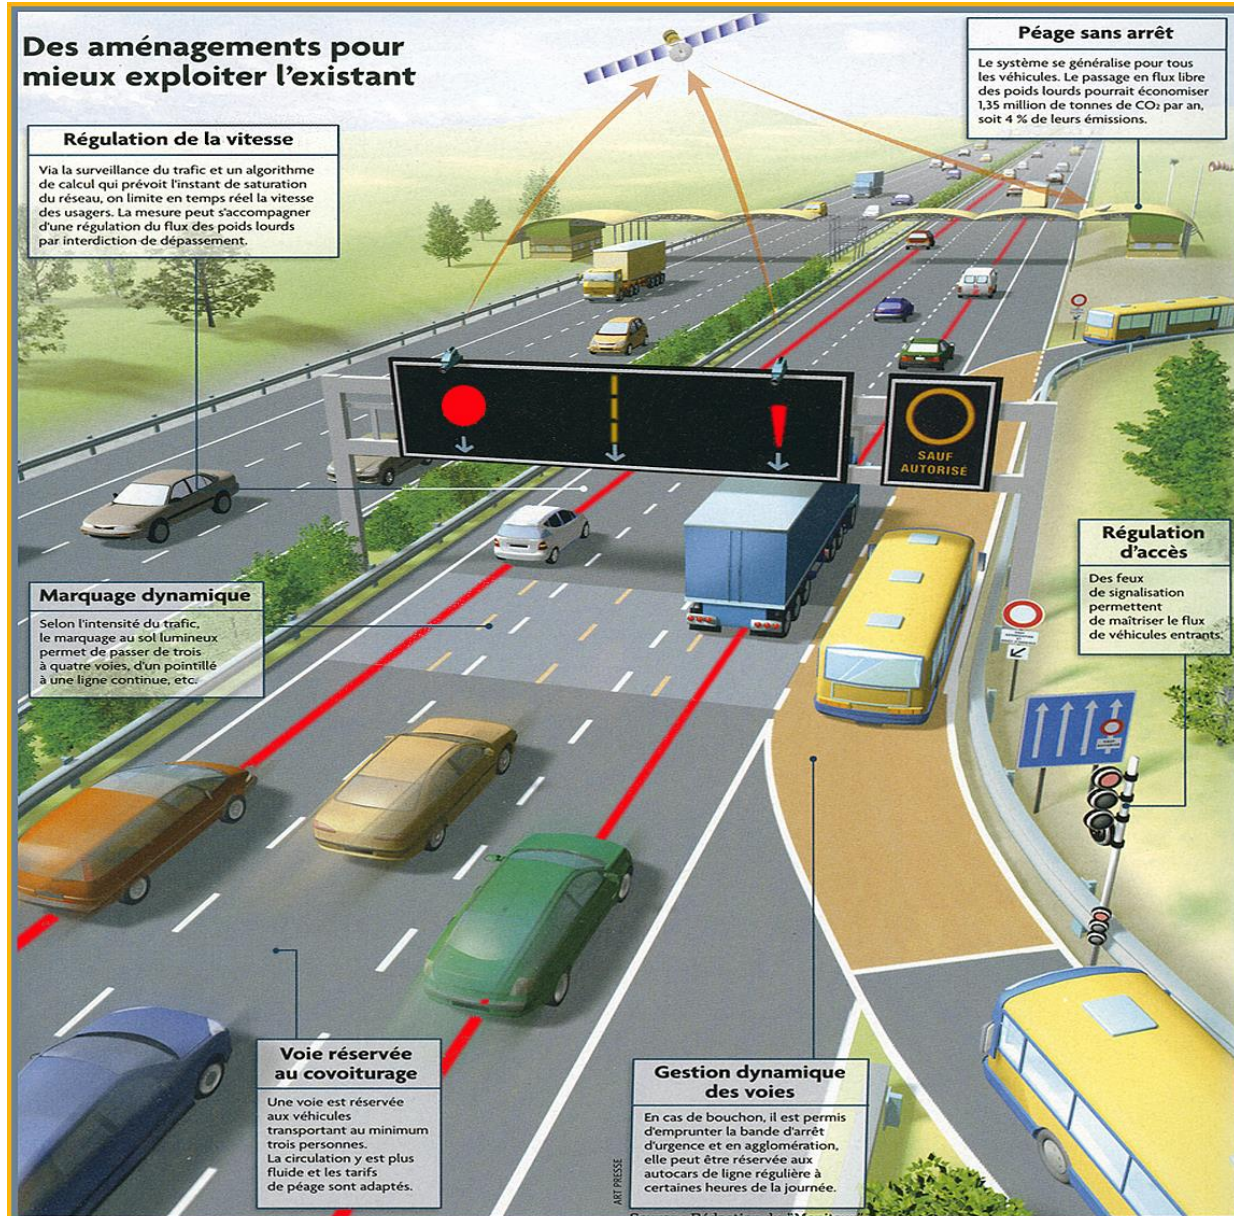 Des aménagements pour
mieux exploiter l'existant
Péage sans arrêt
Le système se généralise pour tous
les véhicules. Le passage en flux libre
des poids lourds pourrait économiser
1,35 million de tonnes de CO₂ par an,
soit 4 % de leurs émissions.
Régulation de la vitesse
Via la surveillance du trafic et un algorithme
de calcul qui prévoit l'instant de saturation
du réseau, on limite en temps réel la vitesse
des usagers. La mesure peut s'accompagner
d'une régulation du flux des poids lourds
par interdiction de dépassement.
SAUF
AUTORISÉ
Régulation
d'accès
Des feux
de signalisation
permettent
de maîtriser le flux
de véhicules entrants.
Marquage dynamique
Selon l'intensité du trafic,
le marquage au sol lumineux
permet de passer de trois
à quatre voies, d'un pointillé
à une ligne continue, etc.
Voie réservée
au covoiturage
Une voie est réservée
aux véhicules
transportant au minimum
trois personnes.
La circulation y est plus
fluide et les tarifs
de péage sont adaptés.
Gestion dynamique
des voies
En cas de bouchon, il est permis
d'emprunter la bande d'arrêt
d'urgence et en agglomération,
elle peut être réservée aux
autocars de ligne régulière à
certaines heures de la journée.
ART PRESSE